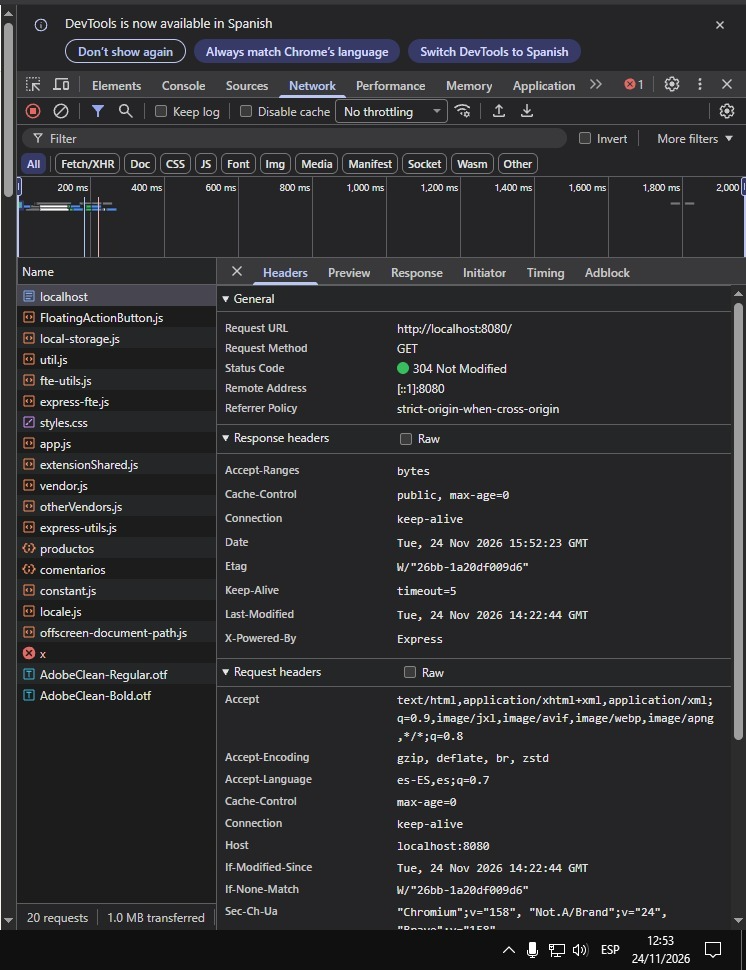 DevTools is now available in Spanish
Don't show again
Always match Chrome's language
Switch DevTools to Spanish
Elements
Console
Sources
Network
Performance
Memory
Application
1
Keep log
Disable cache
No throttling
Filter
Invert
More filters
All
Fetch/XHR
Doc
CSS
JS
Font
Img
Media
Manifest
Socket
Wasm
Other
200 ms
400 ms
600 ms
800 ms
1,000 ms
1,200 ms
1,400 ms
1,600 ms
1,800 ms
2,000
Name
localhost
FloatingActionButton.js
local-storage.js
util.js
fte-utils.js
express-fte.js
styles.css
app.js
extensionShared.js
vendor.js
otherVendors.js
express-utils.js
productos
comentarios
constant.js
locale.js
offscreen-document-path.js
x
AdobeClean-Regular.otf
AdobeClean-Bold.otf
20 requests
1.0 MB transferred
Headers
Preview
Response
Initiator
Timing
Adblock
General
Request URL http://localhost:8080/
Request Method GET
Status Code 304 Not Modified
Remote Address [::1]:8080
Referrer Policy strict-origin-when-cross-origin
Response headers
Raw
Accept-Ranges bytes
Cache-Control public, max-age=0
Connection keep-alive
Date Tue, 24 Nov 2026 15:52:23 GMT
Etag W/"26bb-1a20df009d6"
Keep-Alive timeout=5
Last-Modified Tue, 24 Nov 2026 14:22:44 GMT
X-Powered-By Express
Request headers
Raw
Accept text/html,application/xhtml+xml,application/xml;
q=0.9,image/jxl,image/avif,image/webp,image/apng
,*/*;q=0.8
Accept-Encoding gzip, deflate, br, zstd
Accept-Language es-ES,es;q=0.7
Cache-Control max-age=0
Connection keep-alive
Host localhost:8080
If-Modified-Since Tue, 24 Nov 2026 14:22:44 GMT
If-None-Match W/"26bb-1a20df009d6"
Sec-Ch-Ua "Chromium";v="158", "Not.A/Brand";v="24",
"Brave";v="158"
ESP
12:53
24/11/2026